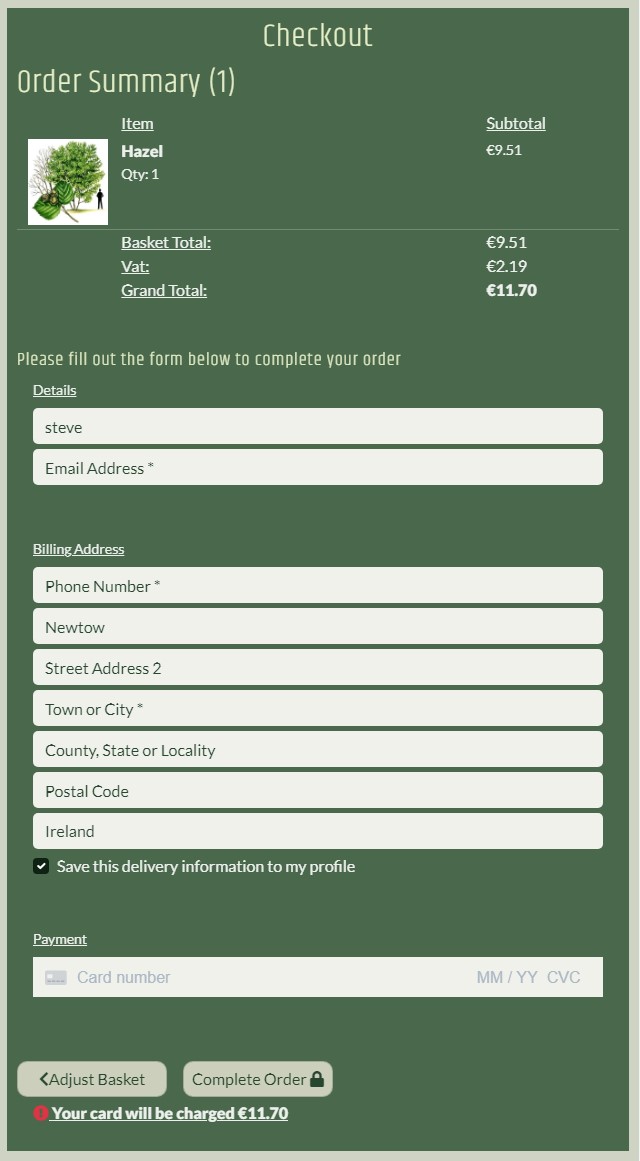 Checkout
Order Summary (1)
Item Subtotal
Hazel €9.51
Qty: 1
Basket Total: €9.51
Vat: €2.19
Grand Total: €11.70
Please fill out the form below to complete your order
Details
steve
Email Address *
Billing Address
Phone Number *
Newtow
Street Address 2
Town or City *
County, State or Locality
Postal Code
Ireland
Save this delivery information to my profile
Payment
Card number MM / YY CVC
Adjust Basket Complete Order
Your card will be charged €11.70